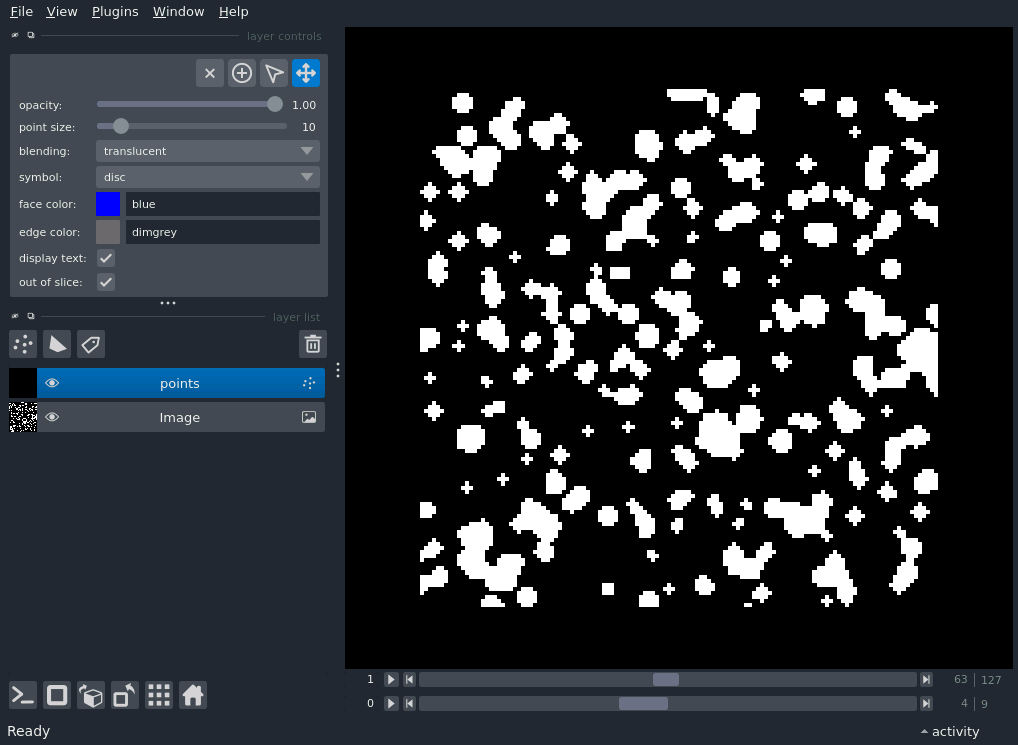 File View Plugins Window Help
layer controls
opacity: 1.00
point size: 10
blending: translucent
symbol: disc
face color: blue
edge color: dimgrey
display text:
out of slice:
layer list
points
Image
1 63 127
0 4 9
Ready activity